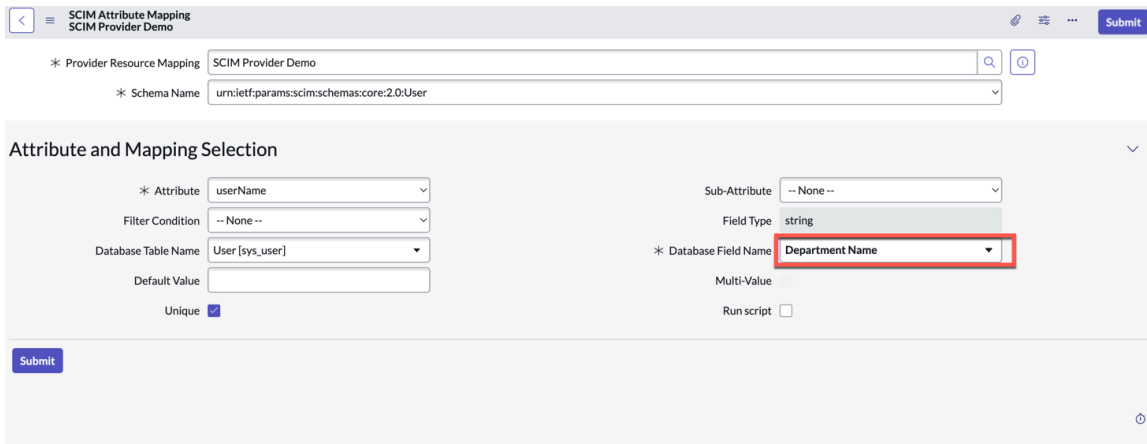 SCIM Attribute Mapping
SCIM Provider Demo
Submit
Provider Resource Mapping SCIM Provider Demo
Schema Name urn:ietf:params:scim:schemas:core:2.0:User
Attribute and Mapping Selection
Attribute userName Sub-Attribute -- None --
Filter Condition -- None -- Field Type string
Database Table Name User [sys_user] Database Field Name Department Name
Default Value Multi-Value
Unique Run script
Submit